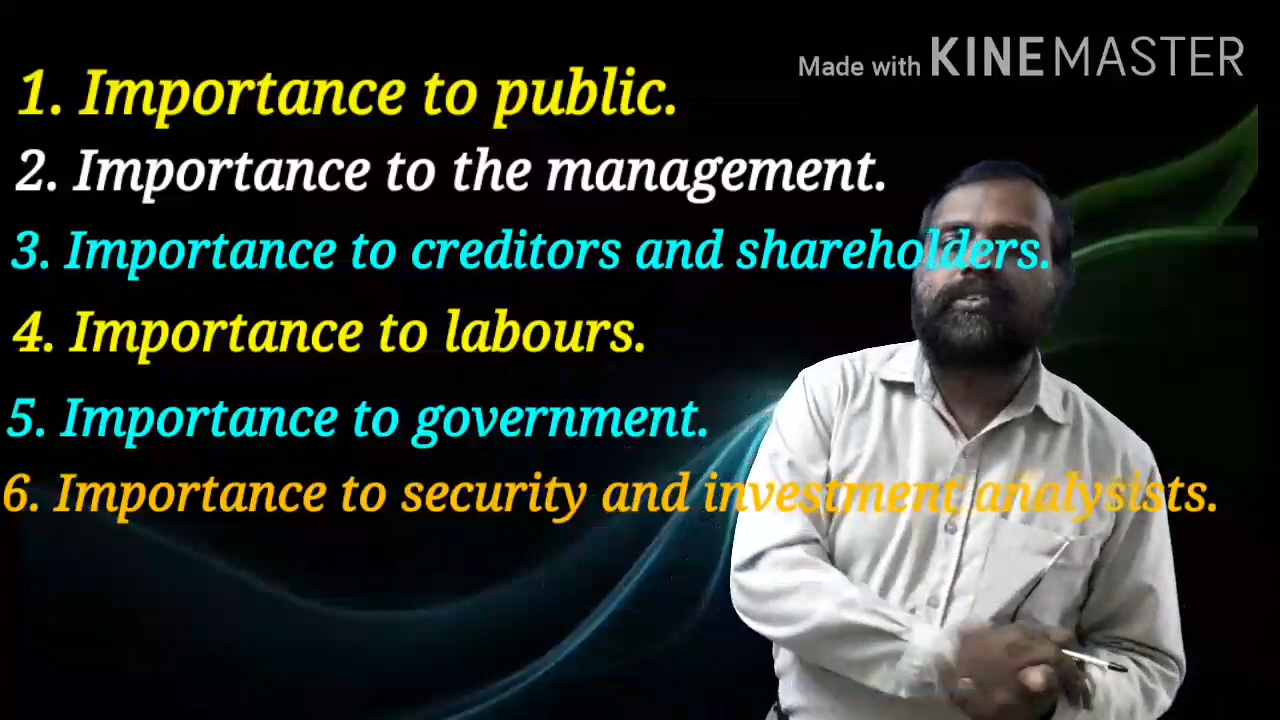 Made with KINEMASTER
1. Importance to public.
2. Importance to the management.
3. Importance to creditors and shareholders.
4. Importance to labours.
5. Importance to government.
6. Importance to security and investment analysists.